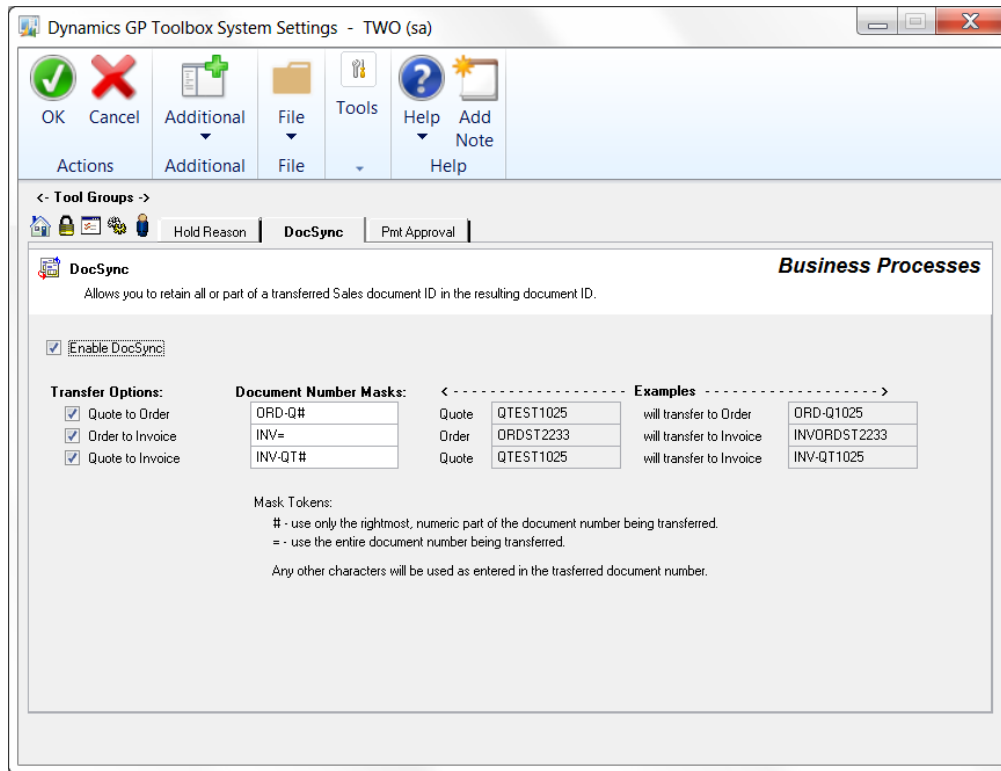 Dynamics GP Toolbox System Settings - TWO (sa)
OK Cancel Additional File Tools Help Add Note
Actions Additional File Help
<- Tool Groups ->
Hold Reason DocSync Pmt Approval
DocSync Business Processes
Allows you to retain all or part of a transferred Sales document ID in the resulting document ID.
Enable DocSync
Transfer Options: Document Number Masks: <- - - - - - - - - - - - - - - - - - - - Examples - - - - - - - - - - - - - - - - - - - ->
Quote to Order ORD-Q# Quote QTEST1025 will transfer to Order ORD-Q1025
Order to Invoice INV= Order ORDST2233 will transfer to Invoice INVORDST2233
Quote to Invoice INV-QT# Quote QTEST1025 will transfer to Invoice INV-QT1025
Mask Tokens:
# - use only the rightmost, numeric part of the document number being transferred.
= - use the entire document number being transferred.
Any other characters will be used as entered in the trasferred document number.